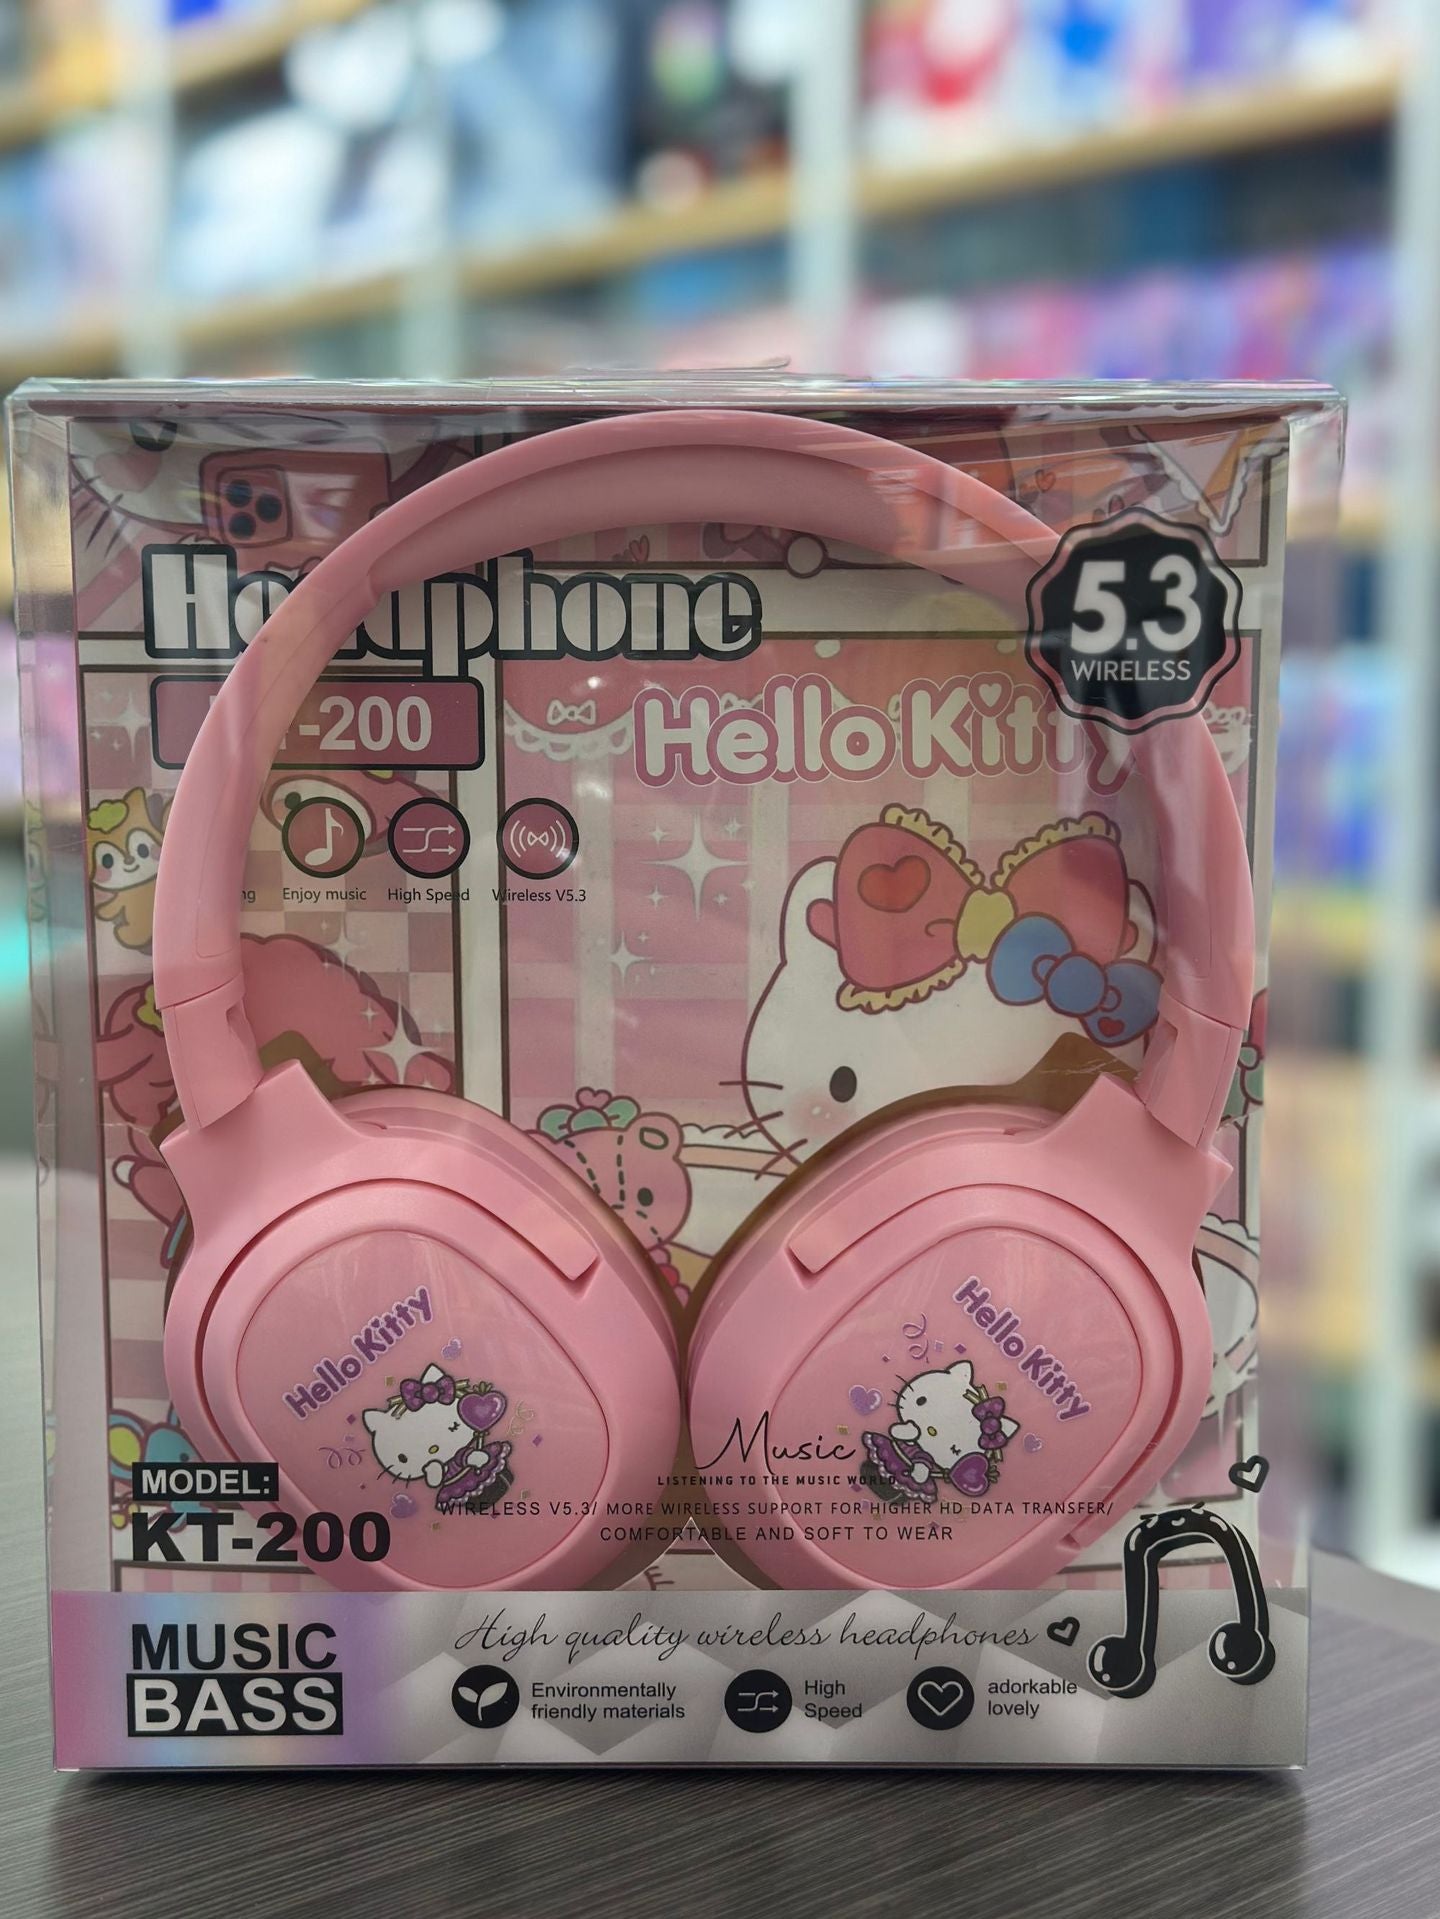 5.3
WIRELESS
Headphone
-200
Hello Kitty
Enjoy music
High Speed
Wireless V5.3
Hello Kitty
Hello Kitty
Music
LISTENING TO THE MUSIC WORLD
WIRELESS V5.3/ MORE WIRELESS SUPPORT FOR HIGHER HD DATA TRANSFER/
COMFORTABLE AND SOFT TO WEAR
MODEL:
KT-200
MUSIC
BASS
High quality wireless headphones
Environmentally
friendly materials
High
Speed
adorkable
lovely